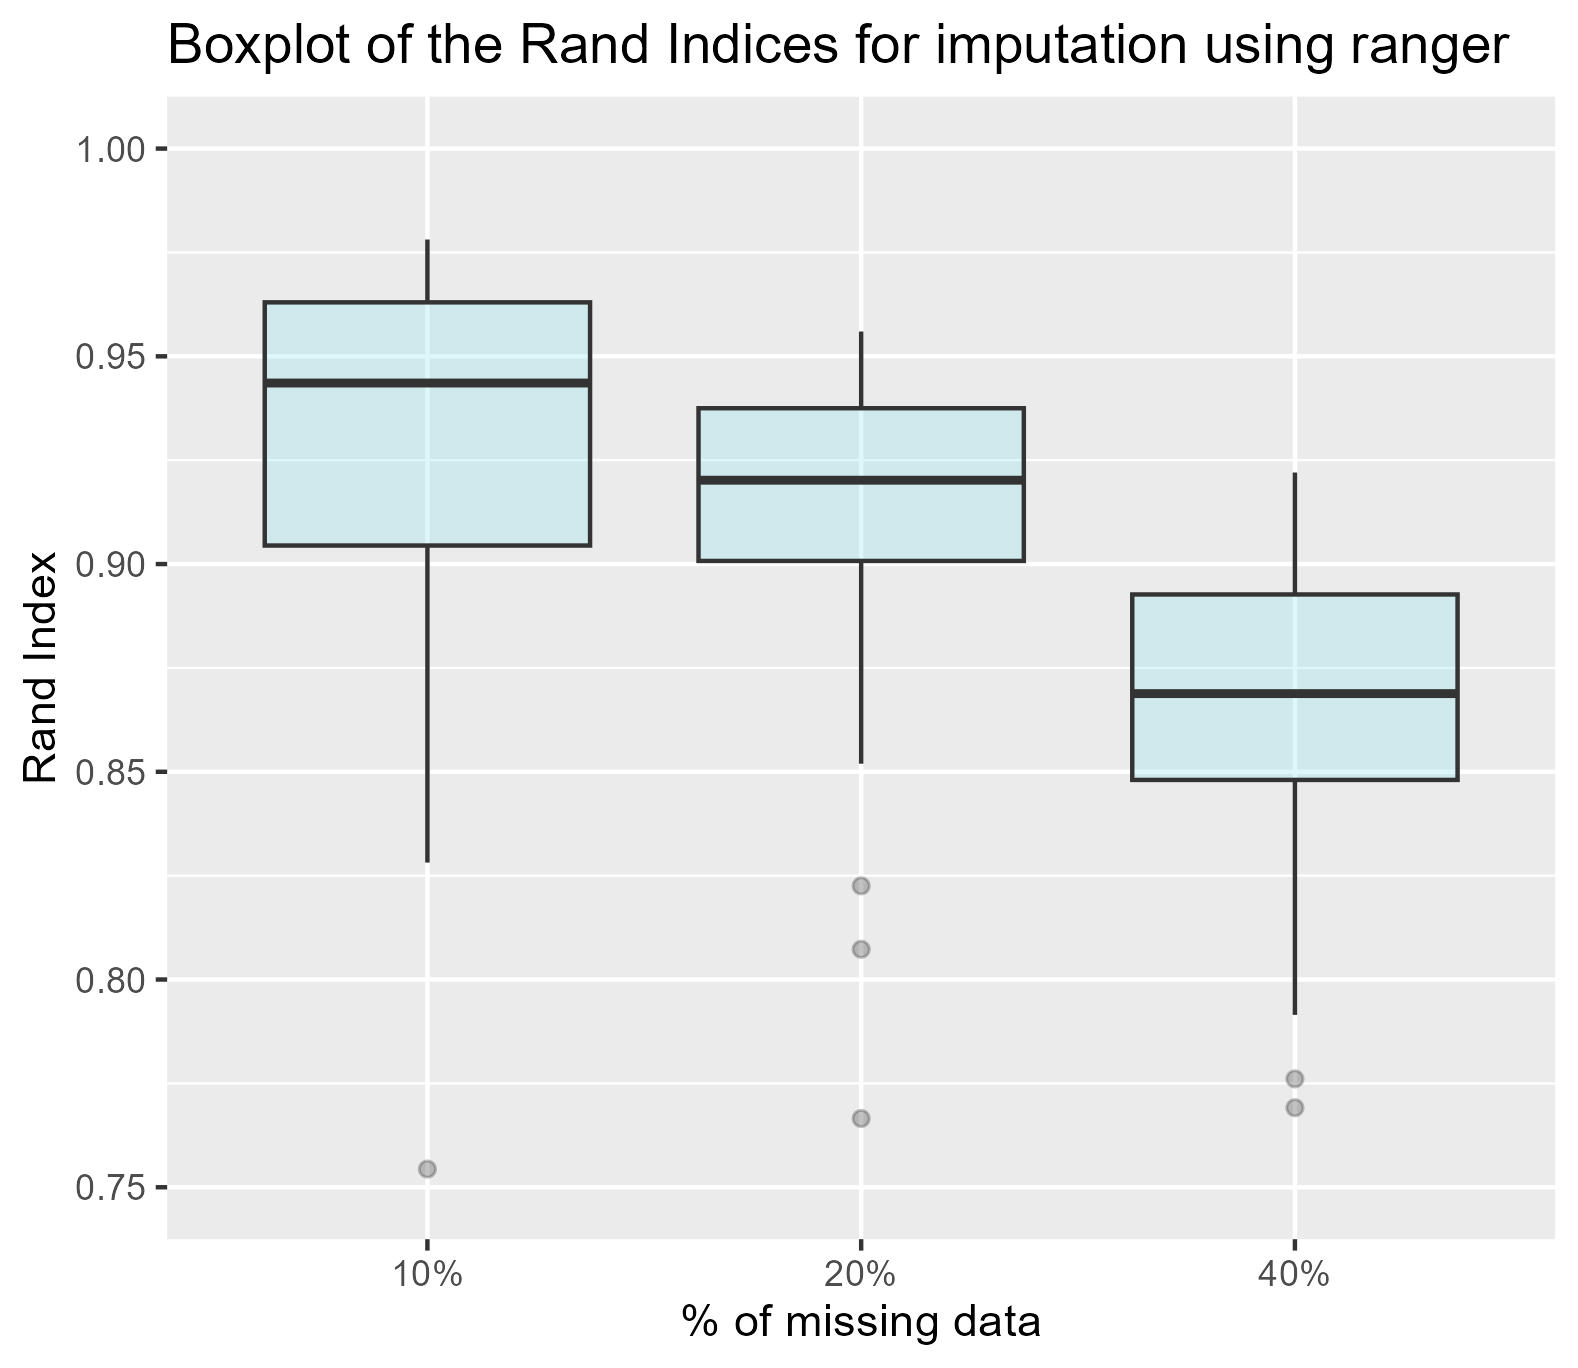 Boxplot of the Rand Indices for imputation using ranger
1.00
0.95
0.90
0.85
0.80
0.75
Rand Index
10% 20% 40%
% of missing data